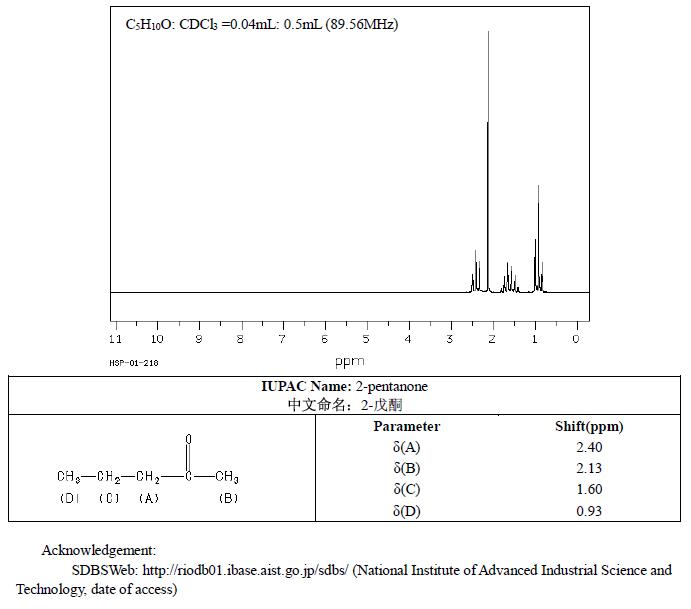 C₅H₁₀O: CDCl₃ =0.04mL: 0.5mL (89.56MHz)
11 10 9 8 7 6 5 4 3 2 1 0
HSP-01-218
ppm
IUPAC Name: 2-pentanone
中文命名：2-戊酮
Parameter Shift(ppm)
δ(A) 2.40
δ(B) 2.13
δ(C) 1.60
δ(D) 0.93
O
CH₃—CH₂—CH₂—C—CH₃
(D) (C) (A) (B)
Acknowledgement:
SDBSWeb: http://riodb01.ibase.aist.go.jp/sdbs/ (National Institute of Advanced Industrial Science and
Technology, date of access)